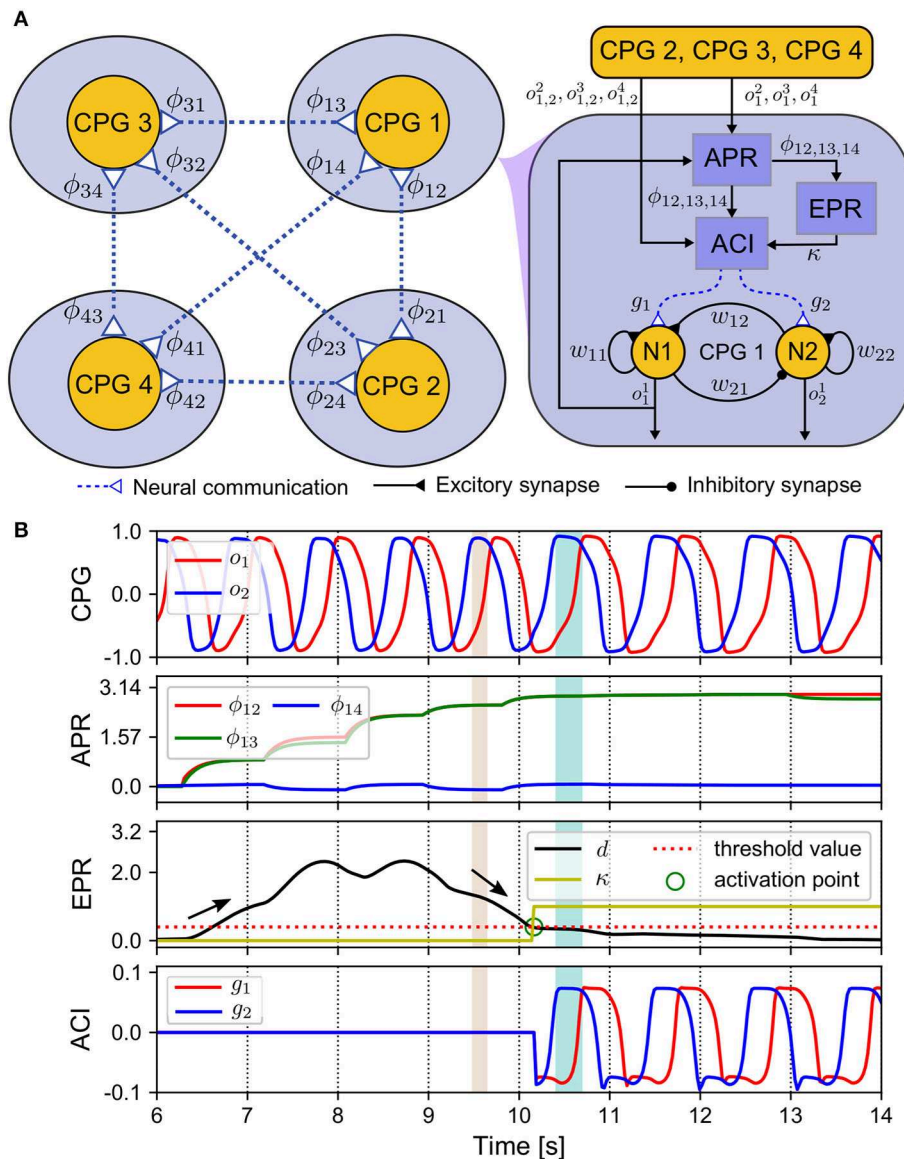 A
CPG 3
ϕ₃₁
ϕ₃₂
ϕ₃₄
ϕ₁₃
CPG 1
ϕ₁₄
ϕ₁₂
ϕ₄₃
ϕ₄₁
CPG 4
ϕ₄₂
ϕ₂₁
ϕ₂₃
CPG 2
ϕ₂₄
CPG 2, CPG 3, CPG 4
o²₁,₂, o³₁,₂, o⁴₁,₂
o²₁, o³₁, o⁴₁
APR
ϕ₁₂,₁₃,₁₄
ϕ₁₂,₁₃,₁₄
EPR
ACI
κ
g₁
g₂
w₁₂
w₁₁
N1
CPG 1
N2
w₂₂
w₂₁
o¹₁
o¹₂
Neural communication
Excitory synapse
Inhibitory synapse
B
CPG
1.0
0.0
-1.0
o₁
o₂
APR
3.14
1.57
0.0
ϕ₁₂
ϕ₁₄
ϕ₁₃
EPR
3.2
2.0
0.0
d
threshold value
κ
activation point
ACI
0.1
0.0
-0.1
g₁
g₂
6 7 8 9 10 11 12 13 14
Time [s]